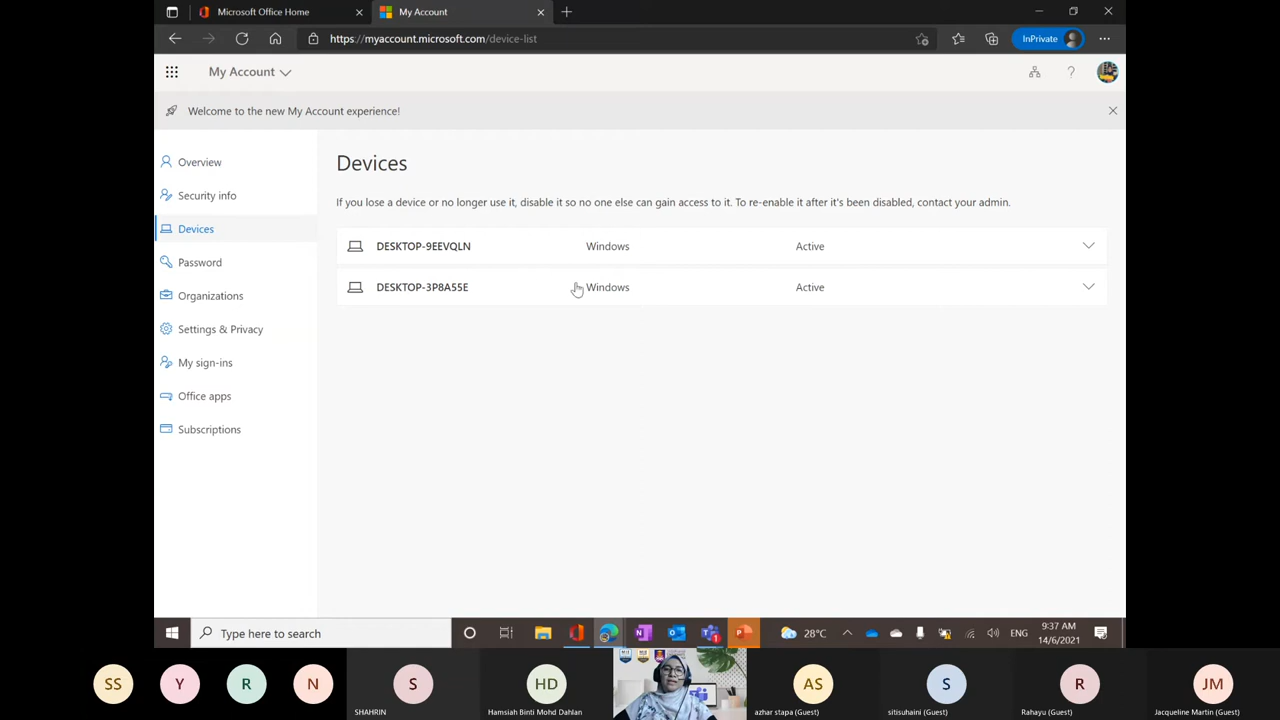 Microsoft Office Home
My Account
https://myaccount.microsoft.com/device-list
InPrivate
My Account
?
Welcome to the new My Account experience!
Overview
Security info
Devices
Password
Organizations
Settings & Privacy
My sign-ins
Office apps
Subscriptions
Devices
If you lose a device or no longer use it, disable it so no one else can gain access to it. To re-enable it after it's been disabled, contact your admin.
DESKTOP-9EEVQLN Windows Active
DESKTOP-3P8A55E Windows Active
Type here to search
28°C
ENG
9:37 AM
14/6/2021
SS
Y
R
N
S
SHAHRIN
HD
Hamsiah Binti Mohd Dahlan
AS
azhar stapa (Guest)
S
sitisuhaini (Guest)
R
Rahayu (Guest)
JM
Jacqueline Martin (Guest)